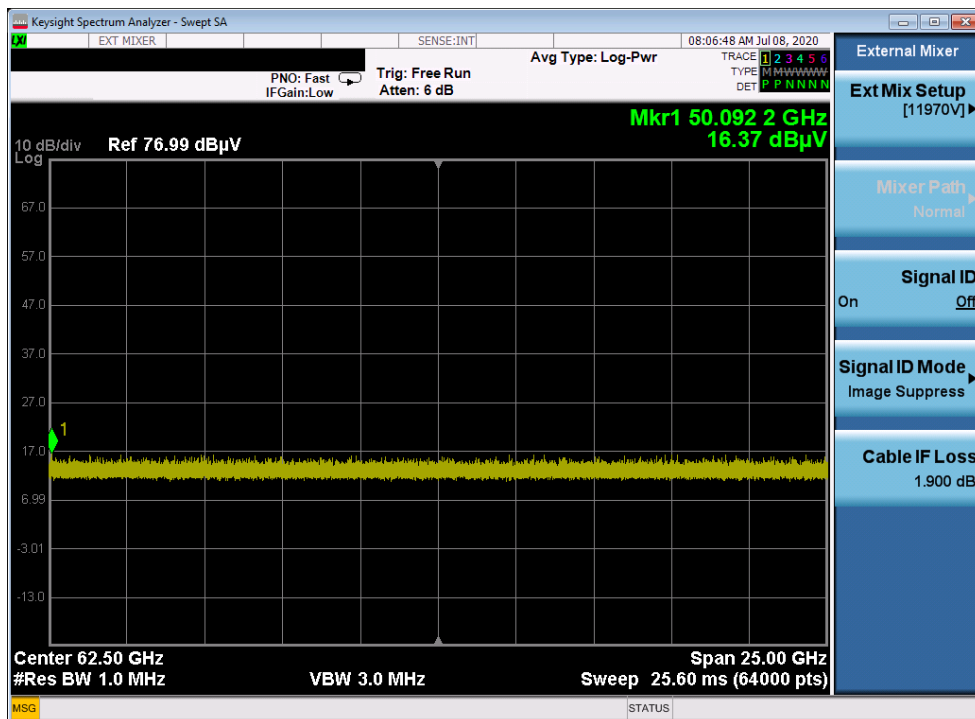 Keysight Spectrum Analyzer - Swept SA
LXI
EXT MIXER
SENSE:INT
08:06:48 AM Jul 08, 2020
PNO: Fast
IFGain:Low
Trig: Free Run
Atten: 6 dB
Avg Type: Log-Pwr
TRACE 1 2 3 4 5 6
TYPE M M W W W W
DET P P N N N N
Mkr1 50.092 2 GHz
16.37 dBµV
10 dB/div
Log
Ref 76.99 dBµV
67.0
57.0
47.0
37.0
27.0
17.0
6.99
-3.01
-13.0
1
Center 62.50 GHz
Span 25.00 GHz
#Res BW 1.0 MHz
VBW 3.0 MHz
Sweep 25.60 ms (64000 pts)
MSG
STATUS
External Mixer
Ext Mix Setup
[11970V]
Mixer Path
Normal
Signal ID
On Off
Signal ID Mode
Image Suppress
Cable IF Loss
1.900 dB